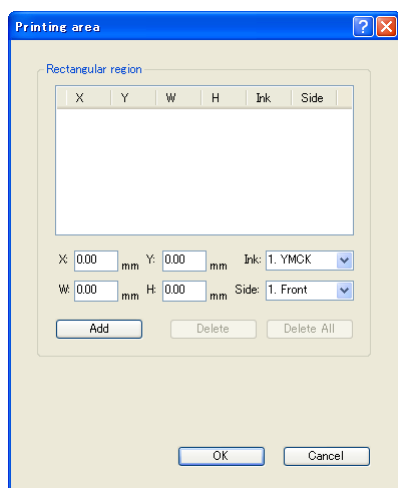 Printing area
Rectangular region
X Y W H Ink Side
X: 0.00 mm Y: 0.00 mm Ink: 1. YMCK
W: 0.00 mm H: 0.00 mm Side: 1. Front
Add Delete Delete All
OK Cancel